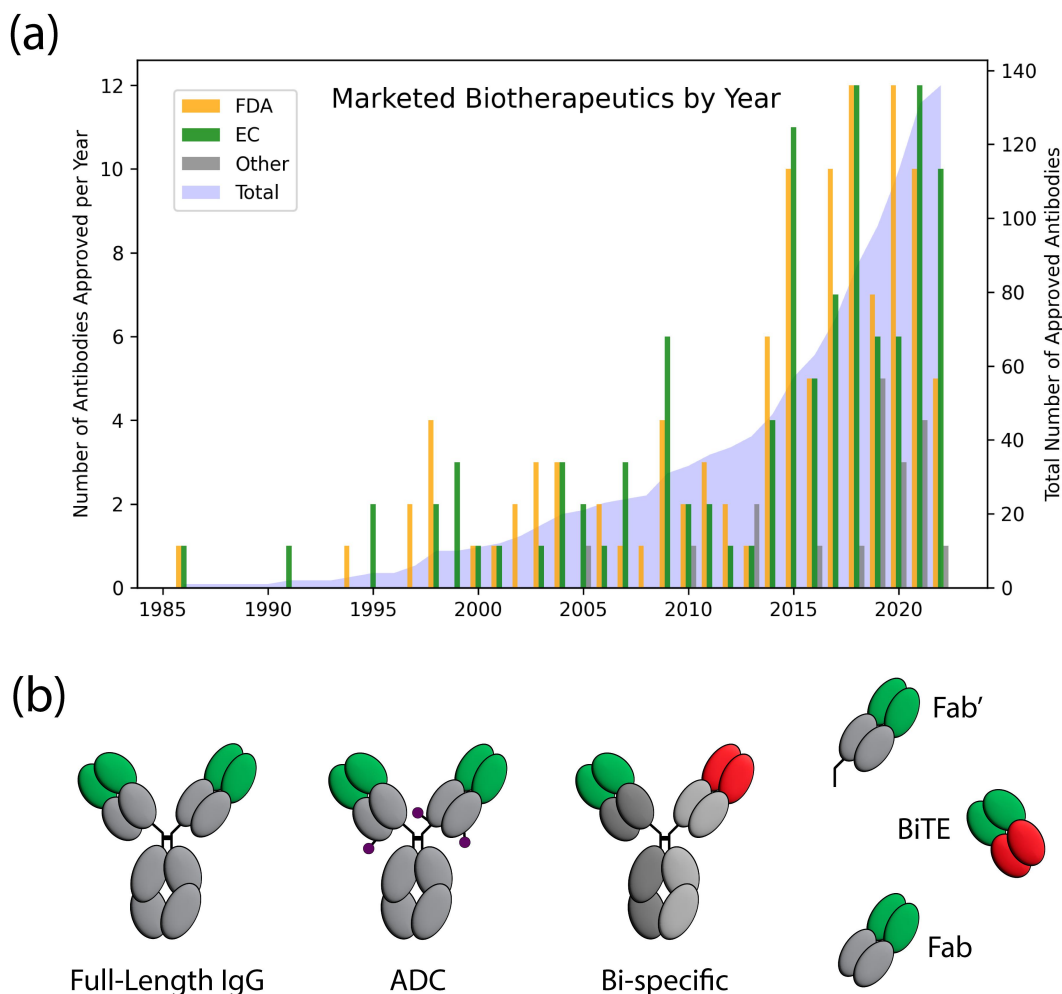 (a)
Marketed Biotherapeutics by Year
FDA
EC
Other
Total
Number of Antibodies Approved per Year
12
10
8
6
4
2
0
Total Number of Approved Antibodies
140
120
100
80
60
40
20
0
1985 1990 1995 2000 2005 2010 2015 2020
(b)
Fab’
BiTE
Fab
Full-Length IgG ADC Bi-specific